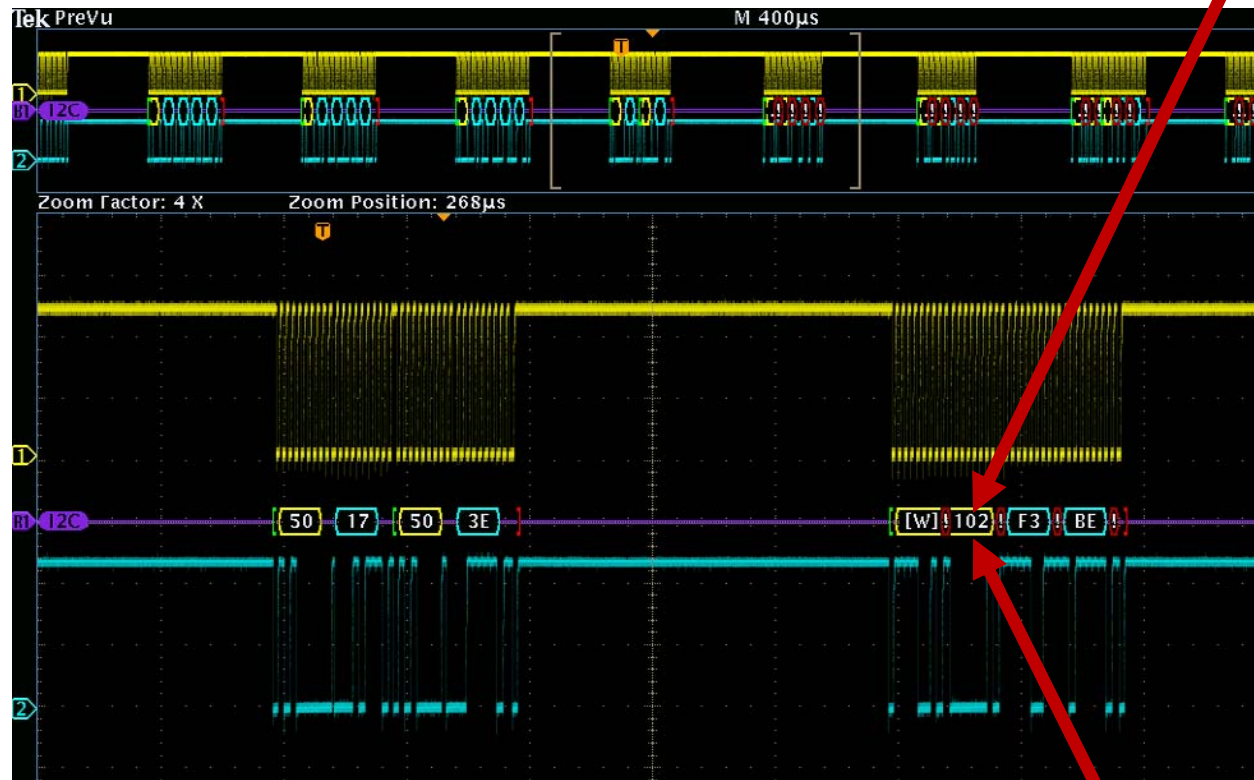 Tek PreVu M 400µs
T
1
B1 I2C
2
Zoom Factor: 4 X Zoom Position: 268µs
T
1
B1 I2C 50 17 50 3E [W] ! 102 ! F3 ! BE !
2